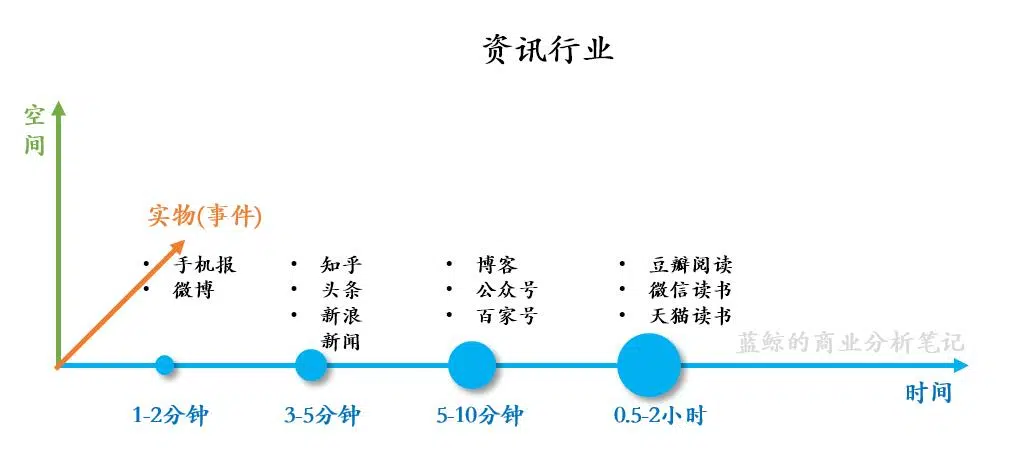 资讯行业
空
间
实物(事件)
• 手机报
• 微博
• 知乎
• 头条
• 新浪
新闻
• 博客
• 公众号
• 百家号
• 豆瓣阅读
• 微信读书
• 天猫读书
蓝鲸的商业分析笔记
时间
1-2分钟
3-5分钟
5-10分钟
0.5-2小时